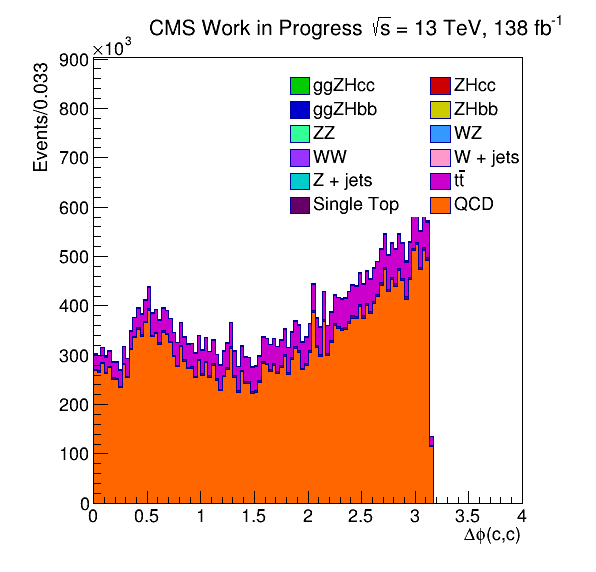 CMS Work in Progress √s = 13 TeV, 138 fb⁻¹
×10³
Events/0.033
900
800
700
600
500
400
300
200
100
0
ggZHcc ZHcc
ggZHbb ZHbb
ZZ WZ
WW W + jets
Z + jets tt̄
Single Top QCD
0 0.5 1 1.5 2 2.5 3 3.5 4
Δϕ(c,c)